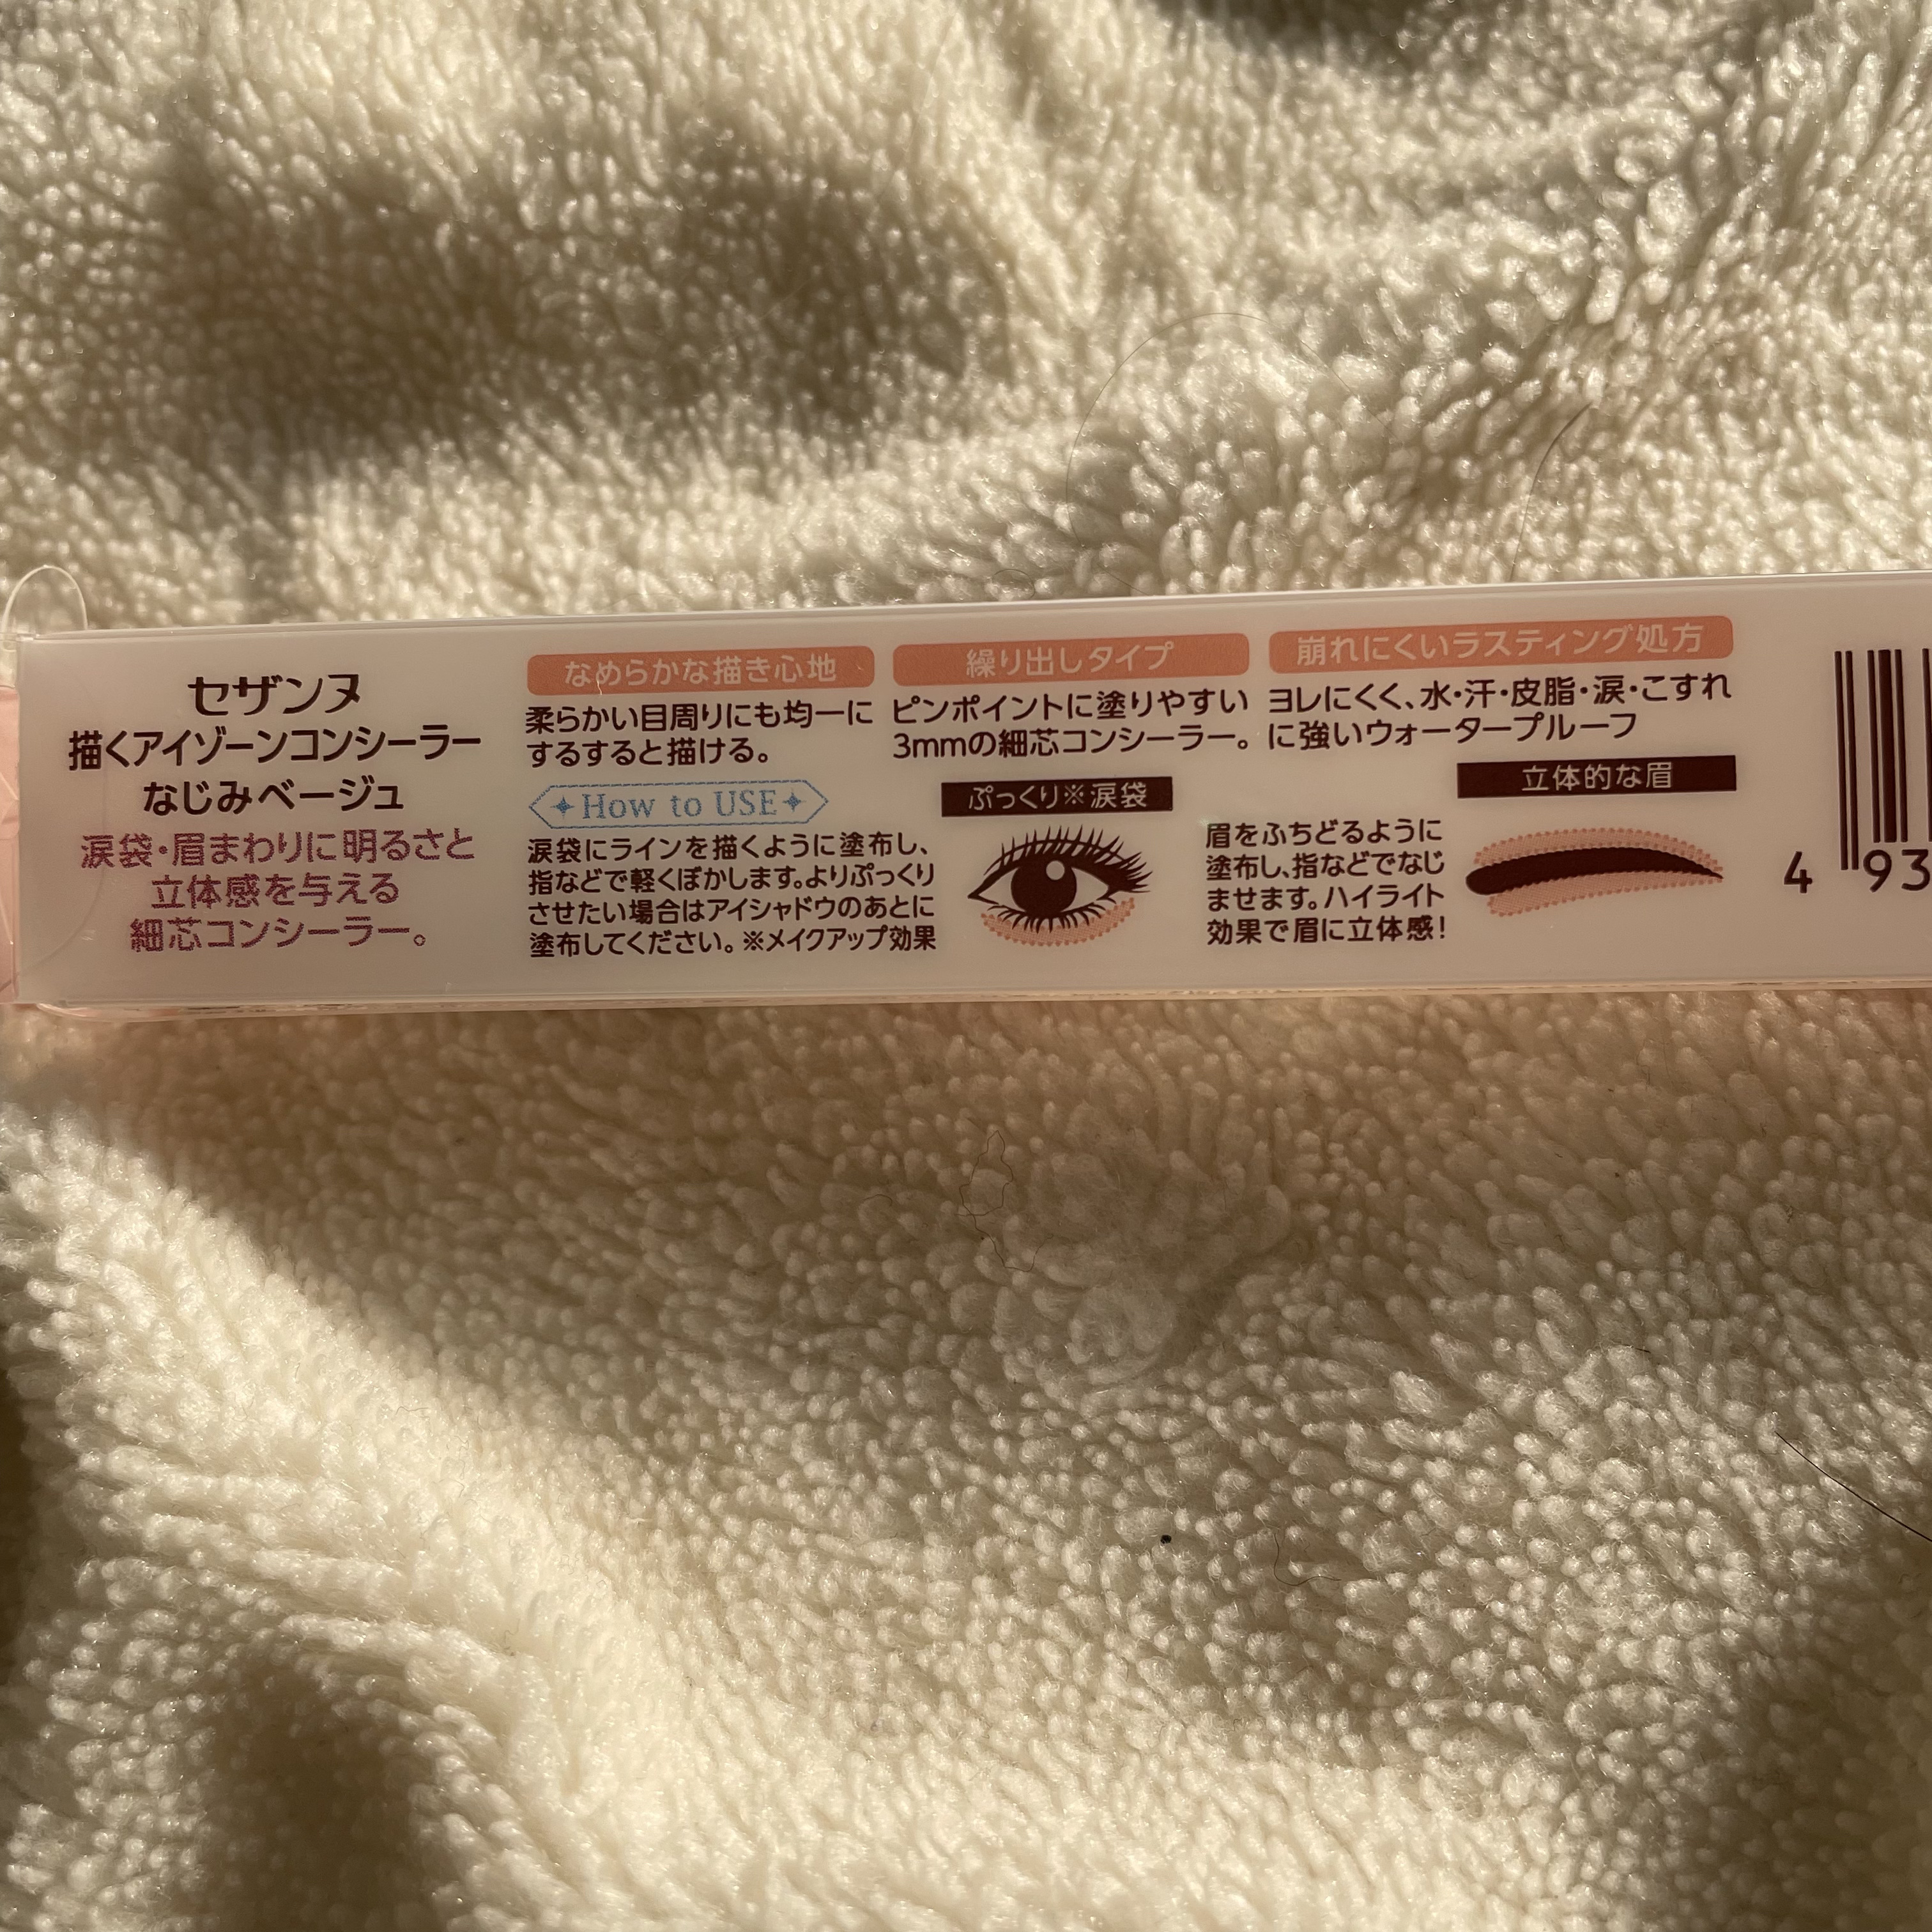 セザンヌ
描くアイゾーンコンシーラー
なじみベージュ
涙袋・眉まわりに明るさと
立体感を与える
細芯コンシーラー。
なめらかな描き心地
柔らかい目周りにも均一に
するすると描ける。
繰り出しタイプ
ピンポイントに塗りやすい
3mmの細芯コンシーラー。
崩れにくいラスティング処方
ヨレにくく、水・汗・皮脂・涙・こすれ
に強いウォータープルーフ
How to USE
涙袋にラインを描くように塗布し、
指などで軽くぼかします。よりぷっくり
させたい場合はアイシャドウのあとに
塗布してください。※メイクアップ効果
ぷっくり※涙袋
立体的な眉
眉をふちどるように
塗布し、指などでなじ
ませます。ハイライト
効果で眉に立体感!
4 93